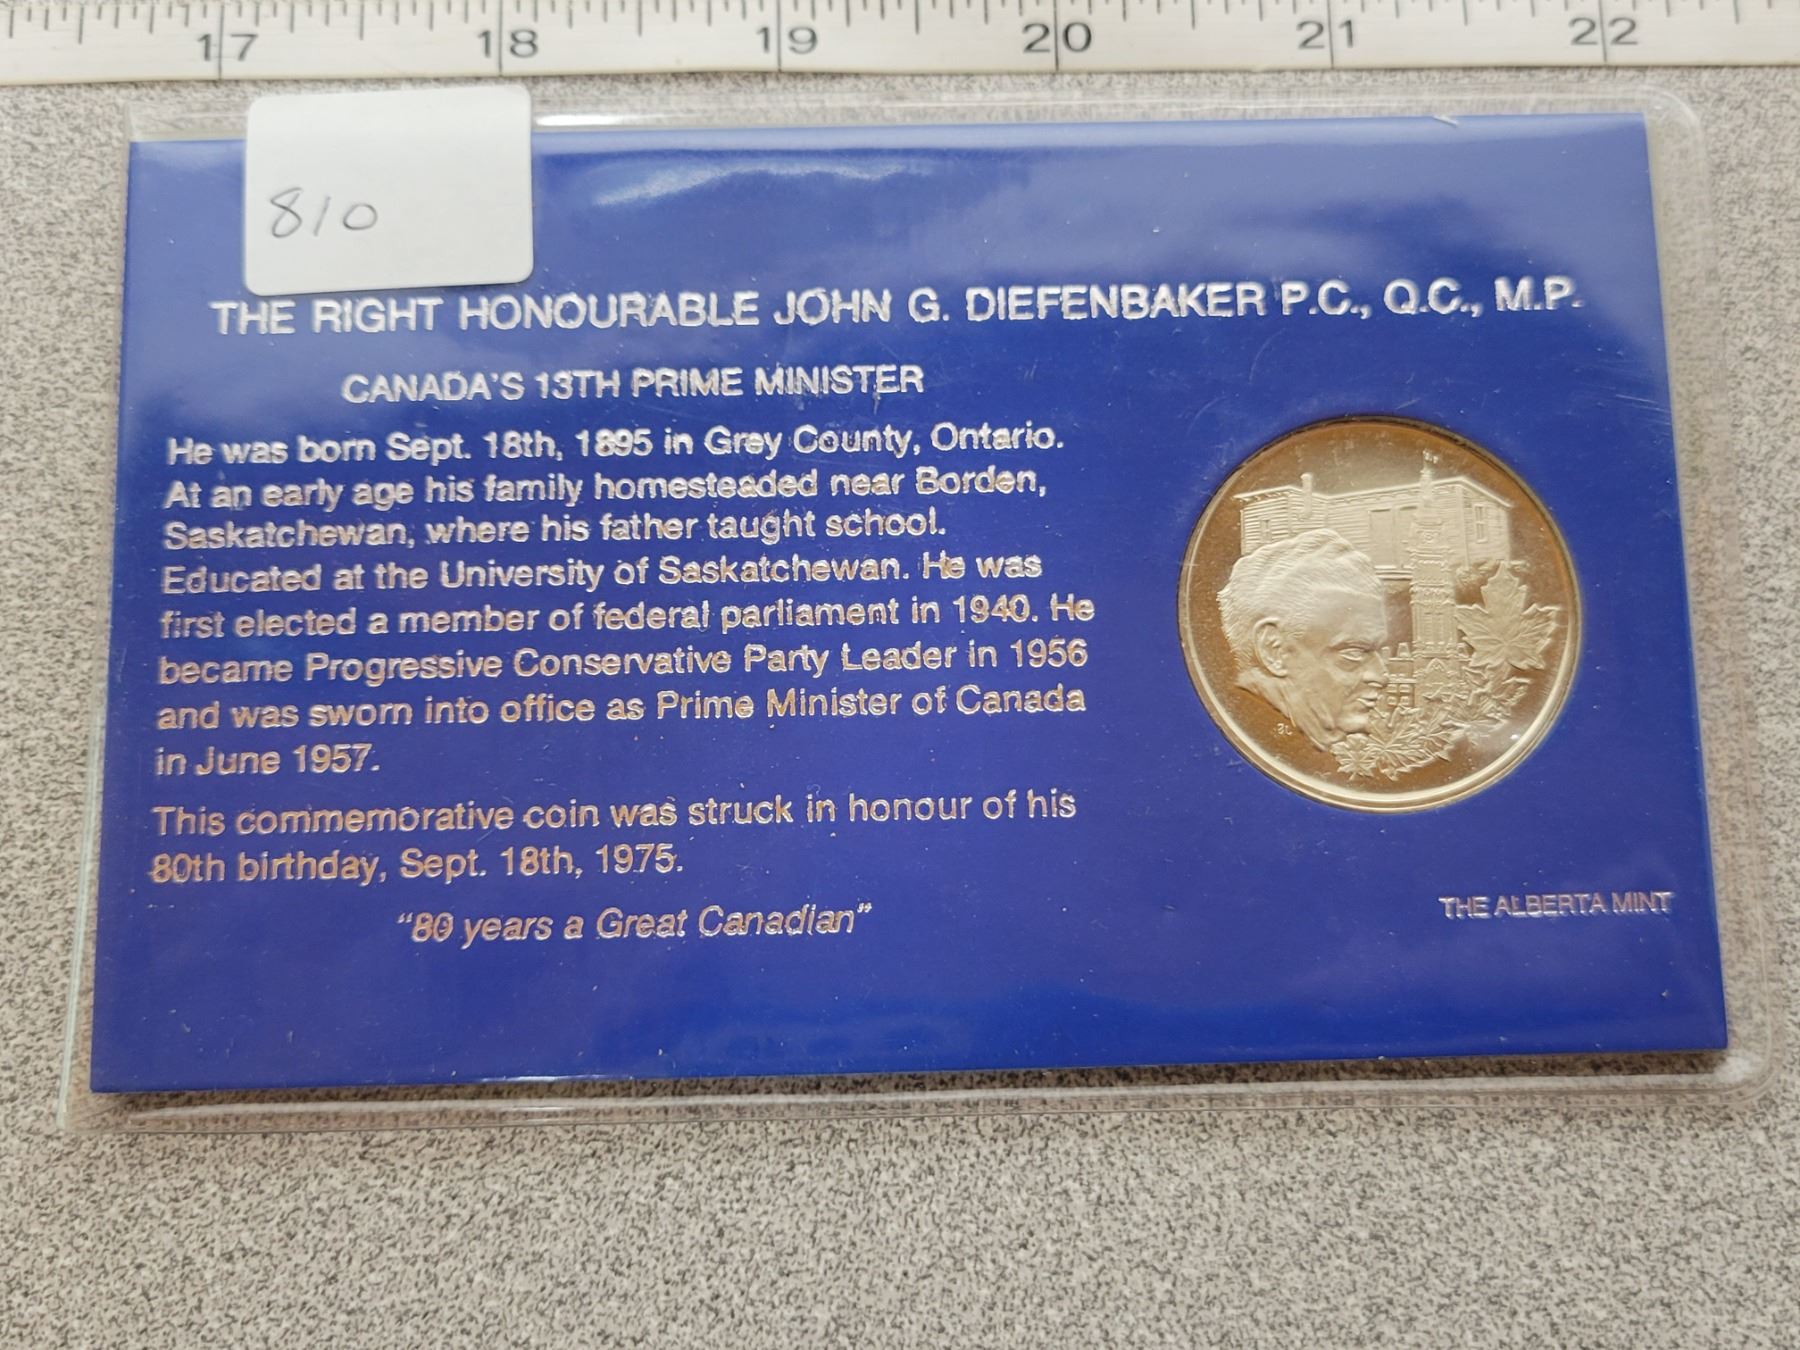 17 18 19 20 21 22
810
THE RIGHT HONOURABLE JOHN G. DIEFENBAKER P.C., Q.C., M.P.
CANADA'S 13TH PRIME MINISTER
He was born Sept. 18th, 1895 in Grey County, Ontario.
At an early age his family homesteaded near Borden,
Saskatchewan, where his father taught school.
Educated at the University of Saskatchewan. He was
first elected a member of federal parliament in 1940. He
became Progressive Conservative Party Leader in 1956
and was sworn into office as Prime Minister of Canada
in June 1957.
This commemorative coin was struck in honour of his
80th birthday, Sept. 18th, 1975.
"80 years a Great Canadian"
THE ALBERTA MINT